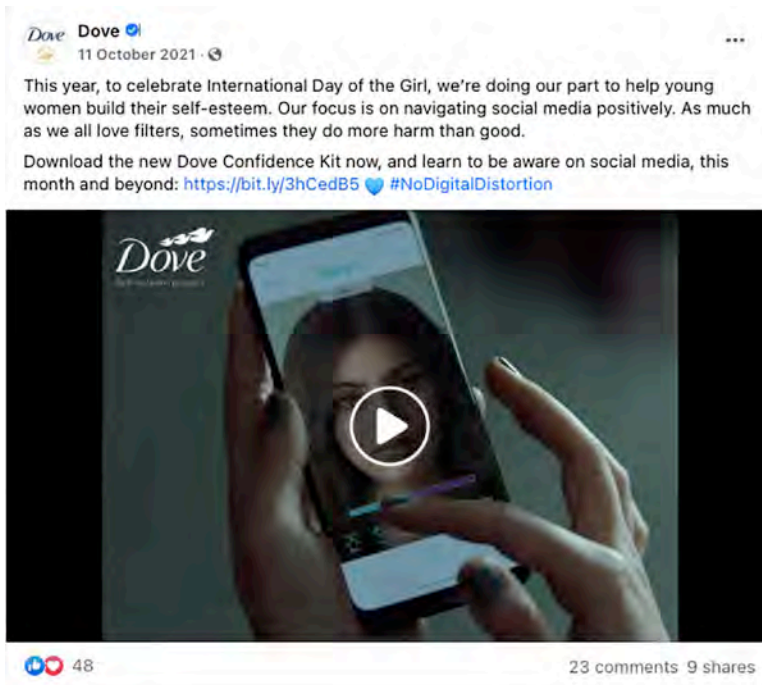 Dove
Dove
11 October 2021 ·
This year, to celebrate International Day of the Girl, we're doing our part to help young
women build their self-esteem. Our focus is on navigating social media positively. As much
as we all love filters, sometimes they do more harm than good.
Download the new Dove Confidence Kit now, and learn to be aware on social media, this
month and beyond: https://bit.ly/3hCedB5 💙 #NoDigitalDistortion
Dove
48
23 comments 9 shares